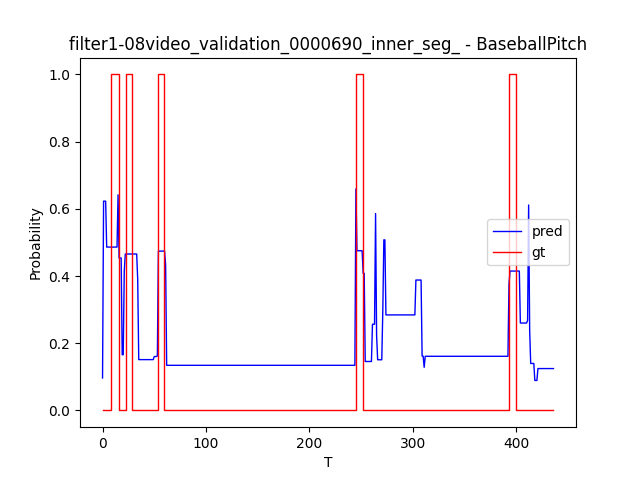 filter1-08video_validation_0000690_inner_seg_ - BaseballPitch
1.0
0.8
0.6
0.4
0.2
0.0
Probability
pred
gt
0 100 200 300 400
T